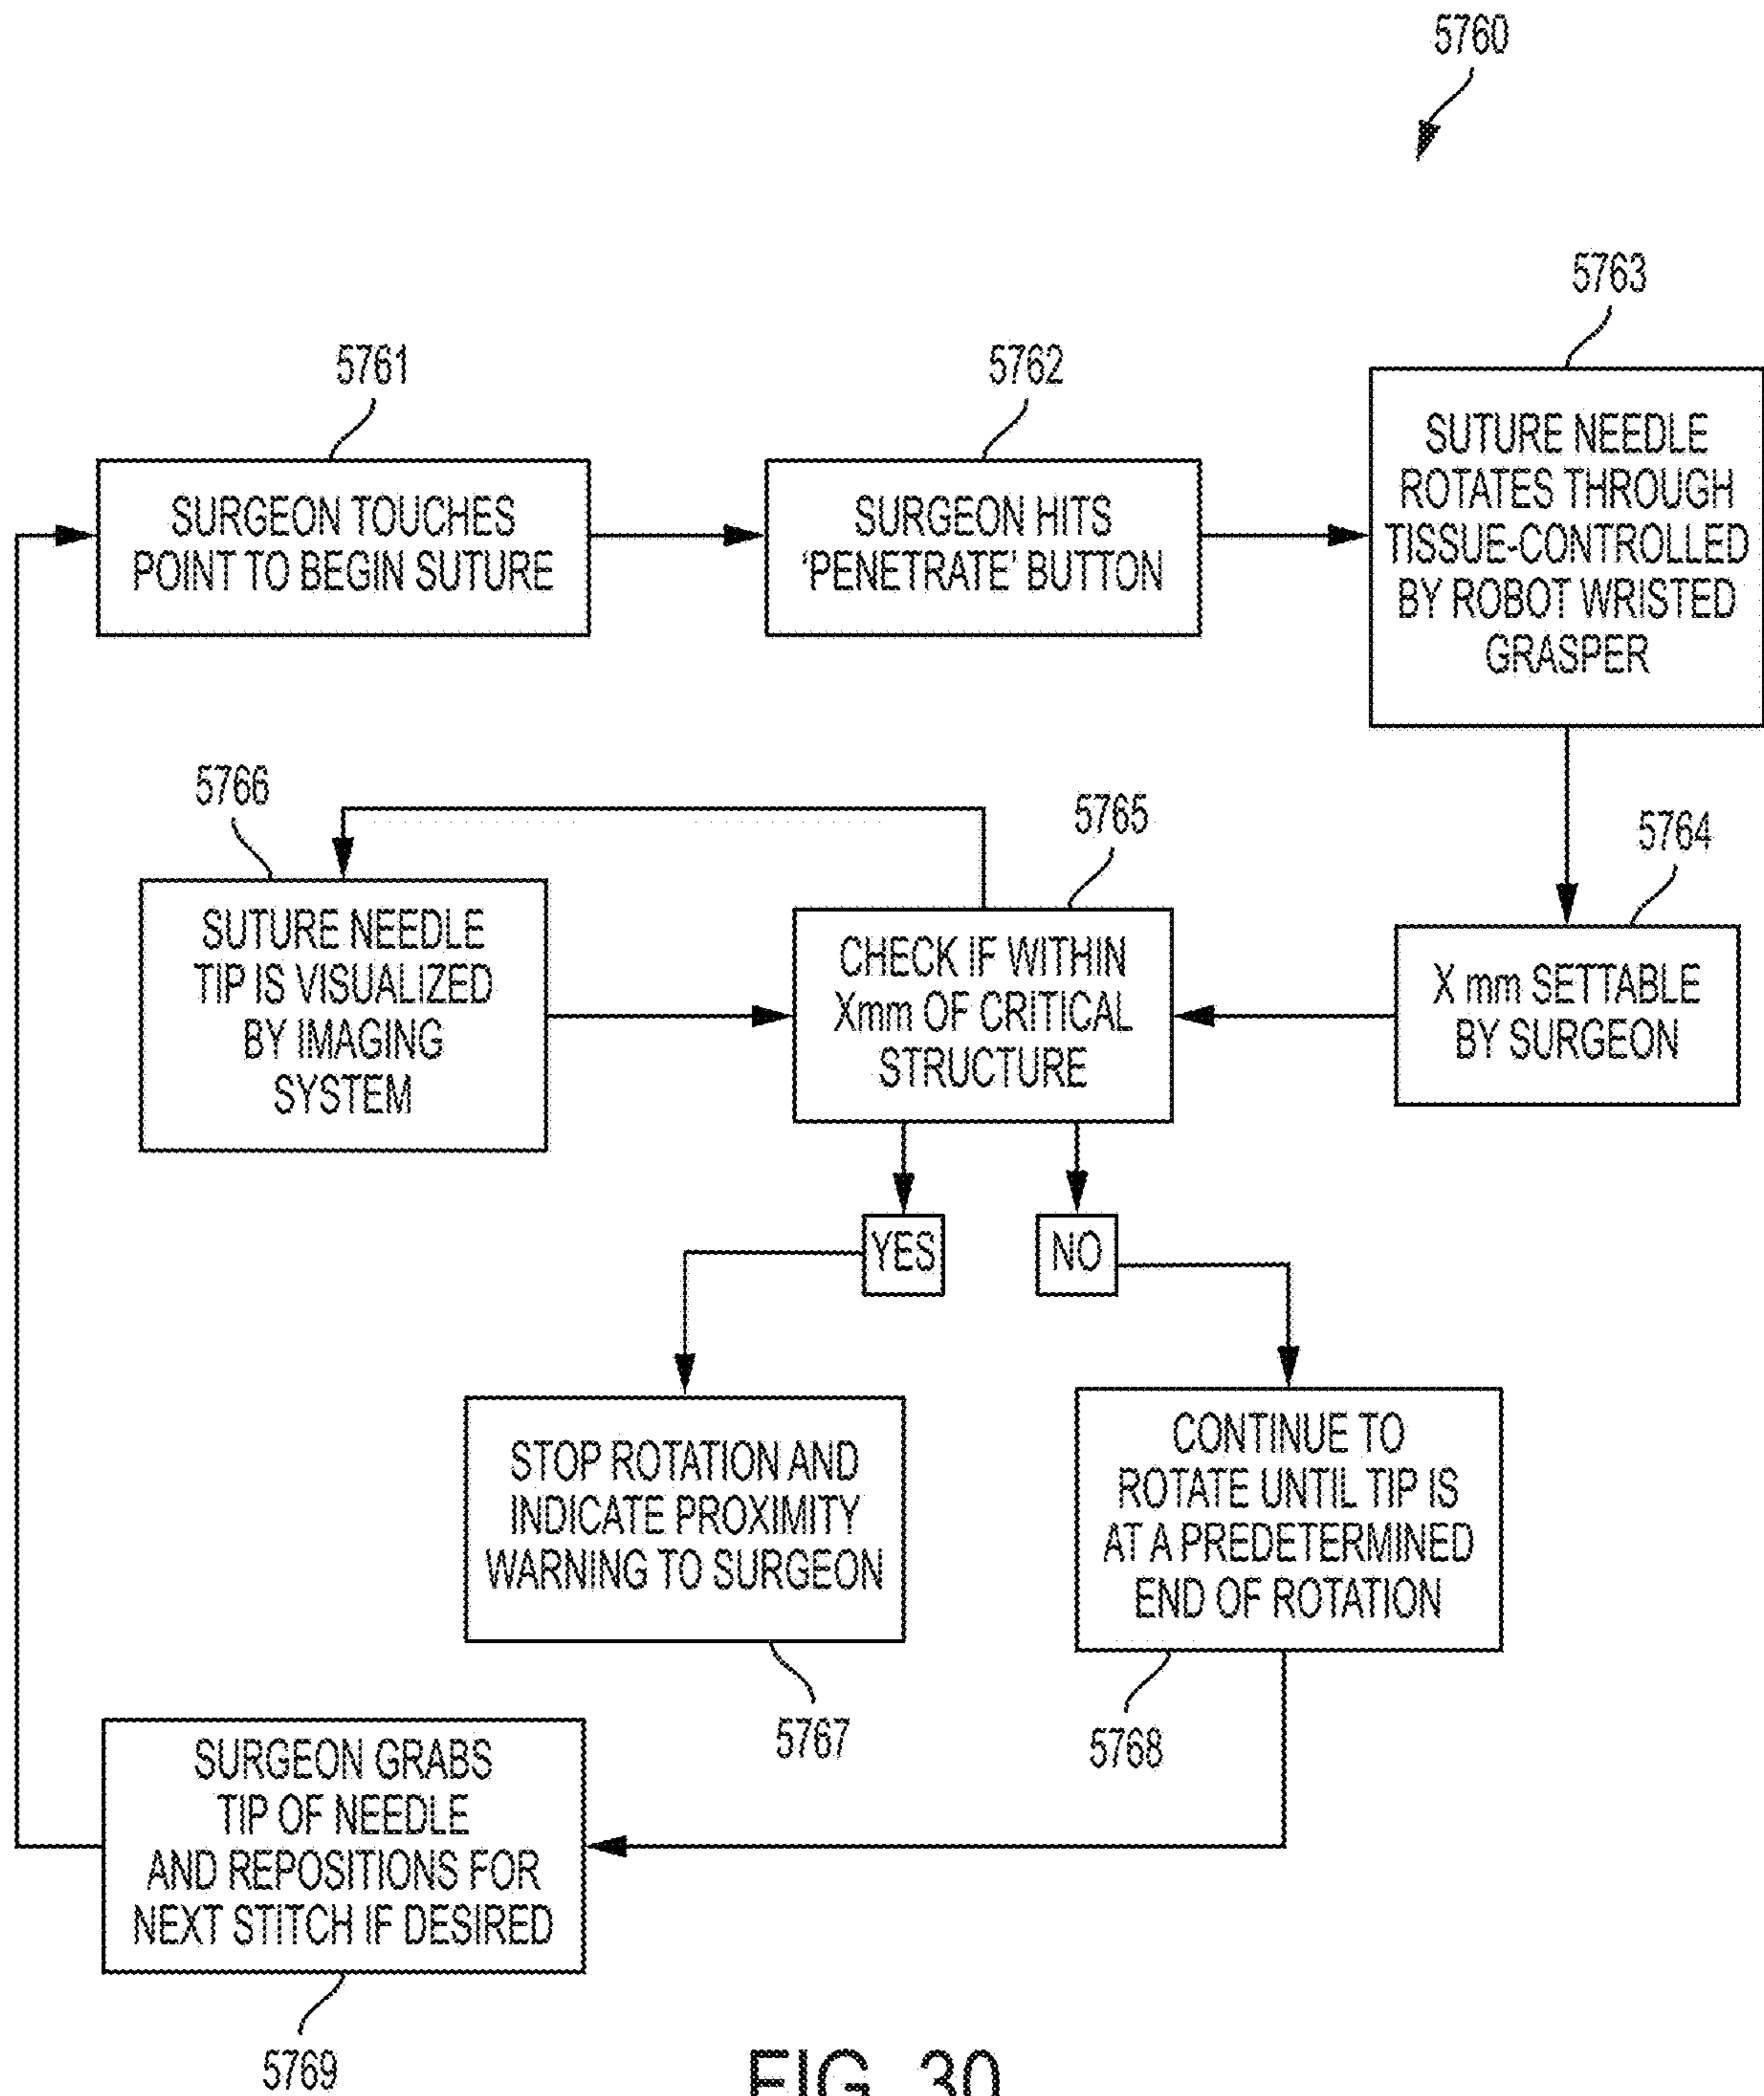 5760
5761
SURGEON TOUCHES
POINT TO BEGIN SUTURE
5762
SURGEON HITS
'PENETRATE' BUTTON
5763
SUTURE NEEDLE
ROTATES THROUGH
TISSUE-CONTROLLED
BY ROBOT WRISTED
GRASPER
5764
X mm SETTABLE
BY SURGEON
5765
CHECK IF WITHIN
Xmm OF CRITICAL
STRUCTURE
5766
SUTURE NEEDLE
TIP IS VISUALIZED
BY IMAGING
SYSTEM
YES
NO
STOP ROTATION AND
INDICATE PROXIMITY
WARNING TO SURGEON
5767
CONTINUE TO
ROTATE UNTIL TIP IS
AT A PREDETERMINED
END OF ROTATION
5768
SURGEON GRABS
TIP OF NEEDLE
AND REPOSITIONS FOR
NEXT STITCH IF DESIRED
5769
FIG. 30